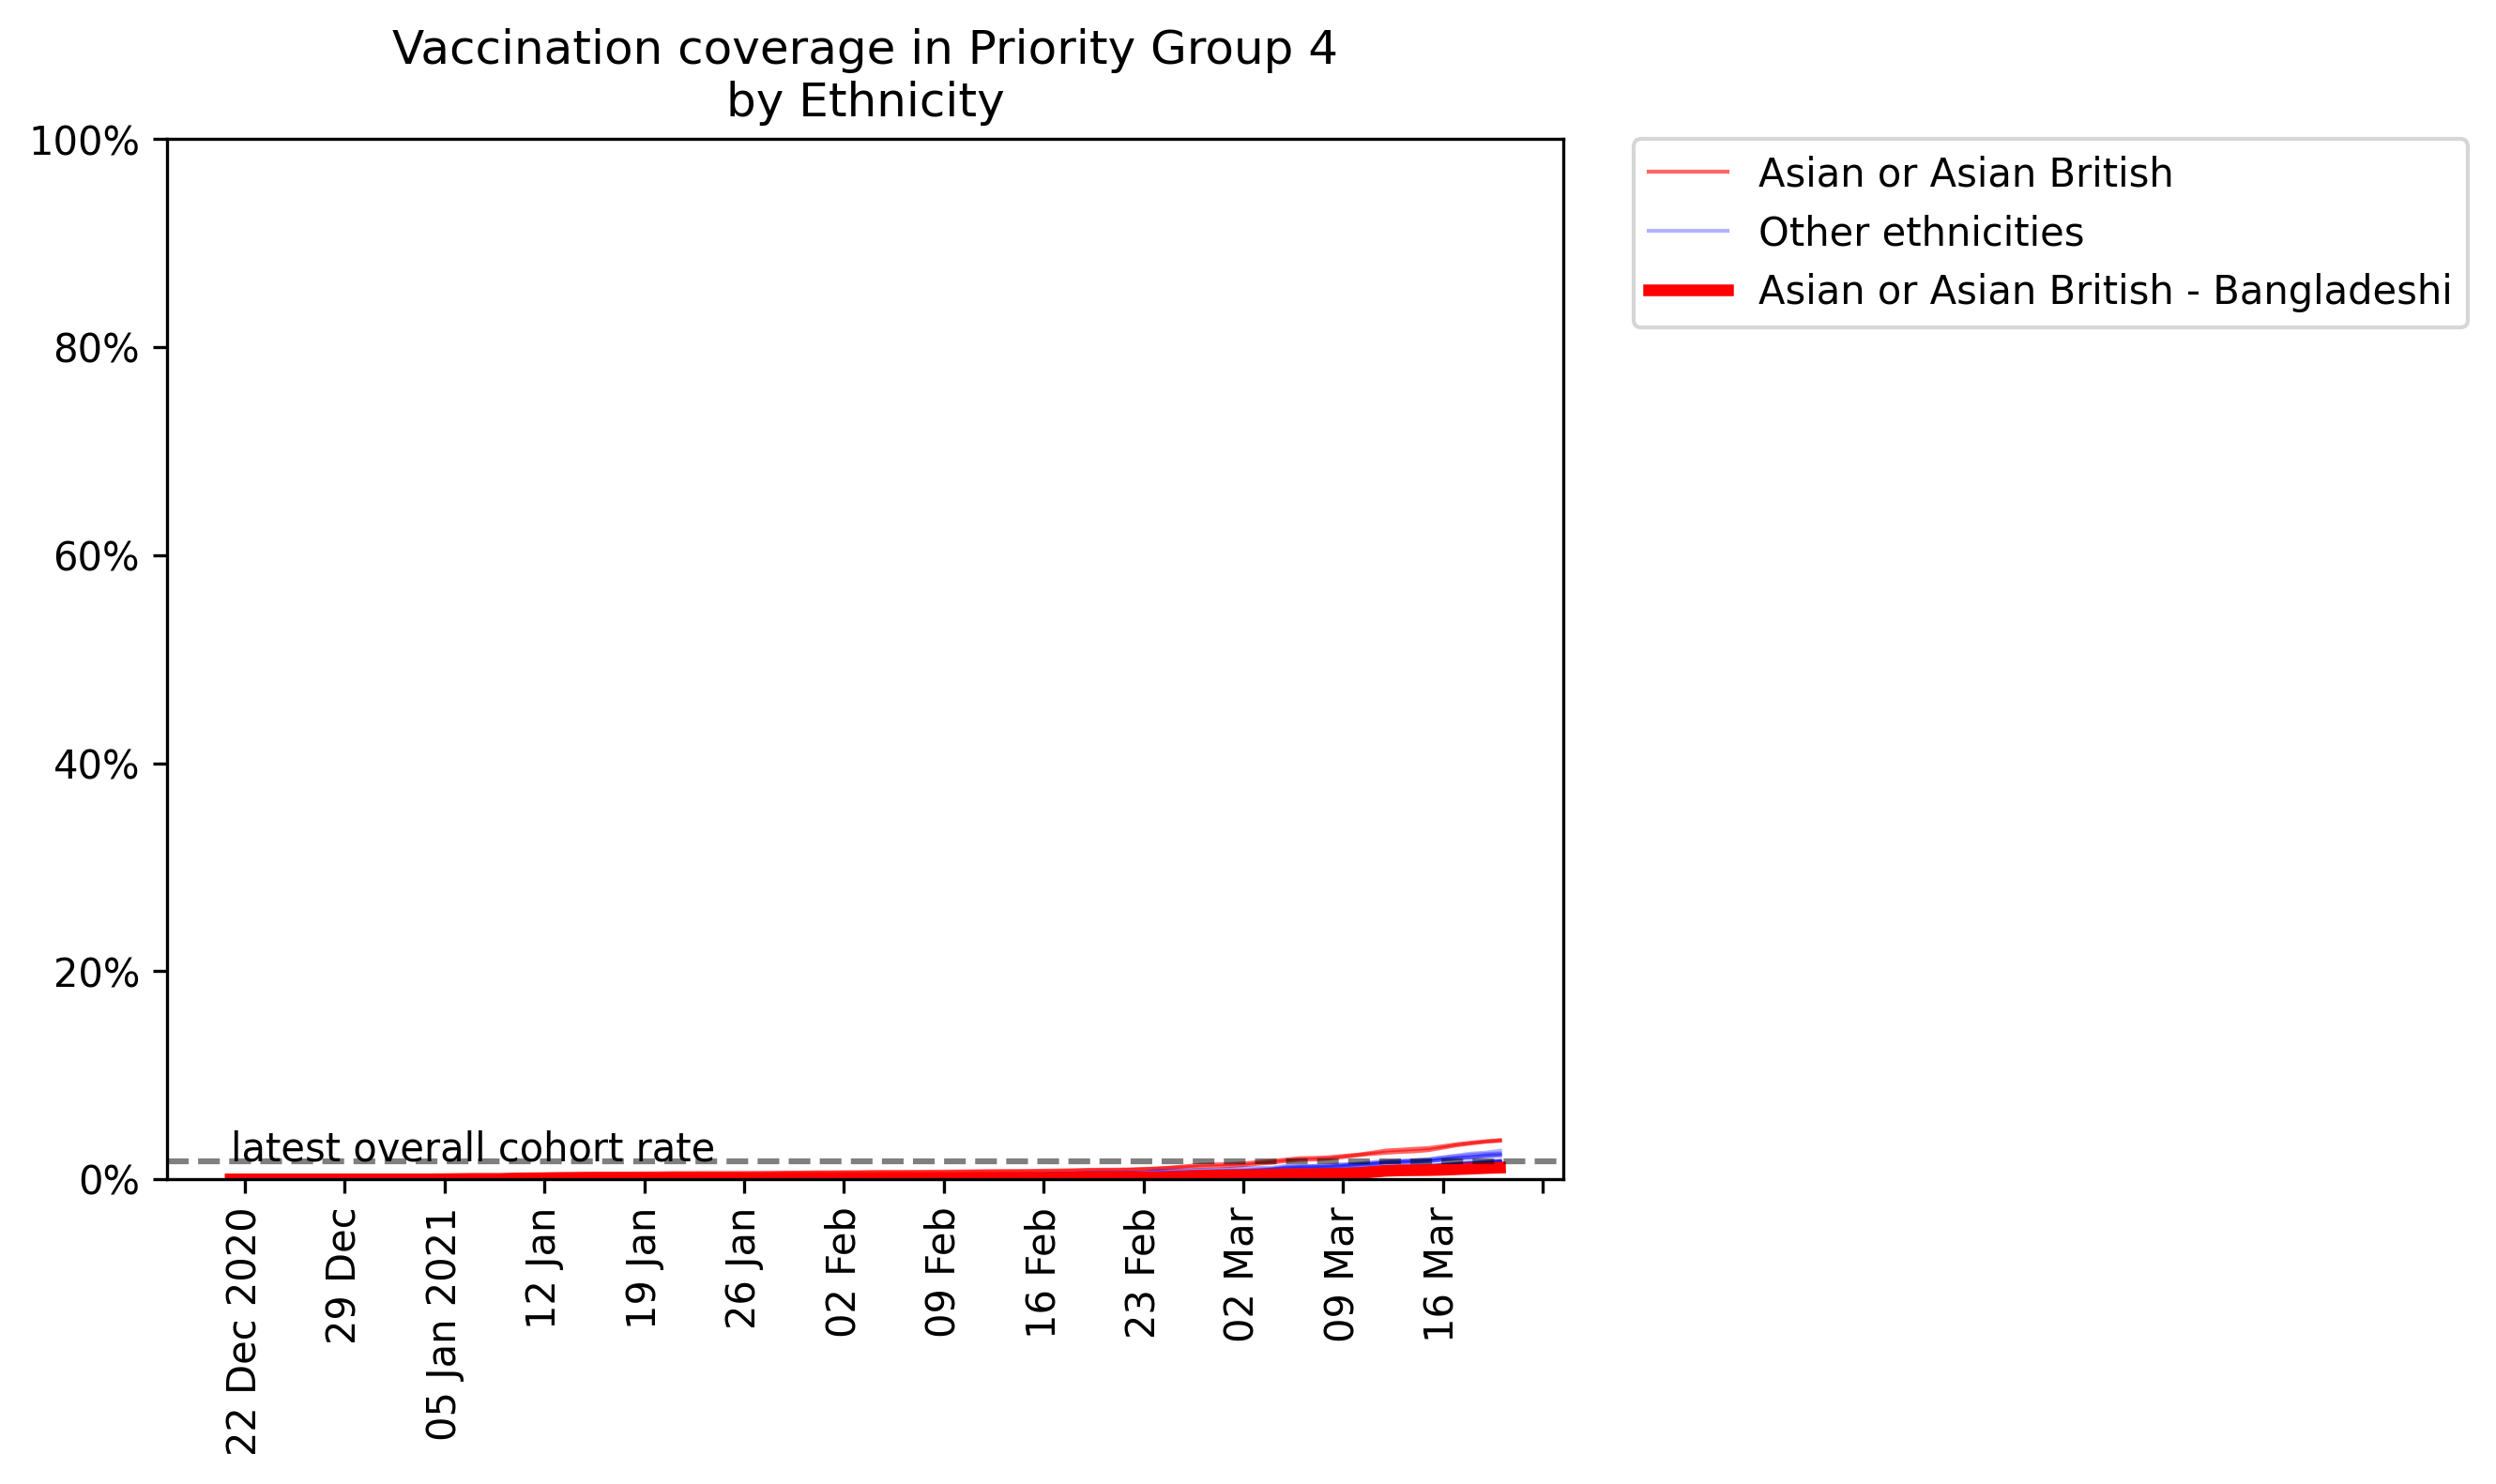 Vaccination coverage in Priority Group 4
by Ethnicity
100%
80%
60%
40%
20%
0%
latest overall cohort rate
22 Dec 2020
29 Dec
05 Jan 2021
12 Jan
19 Jan
26 Jan
02 Feb
09 Feb
16 Feb
23 Feb
02 Mar
09 Mar
16 Mar
Asian or Asian British
Other ethnicities
Asian or Asian British - Bangladeshi